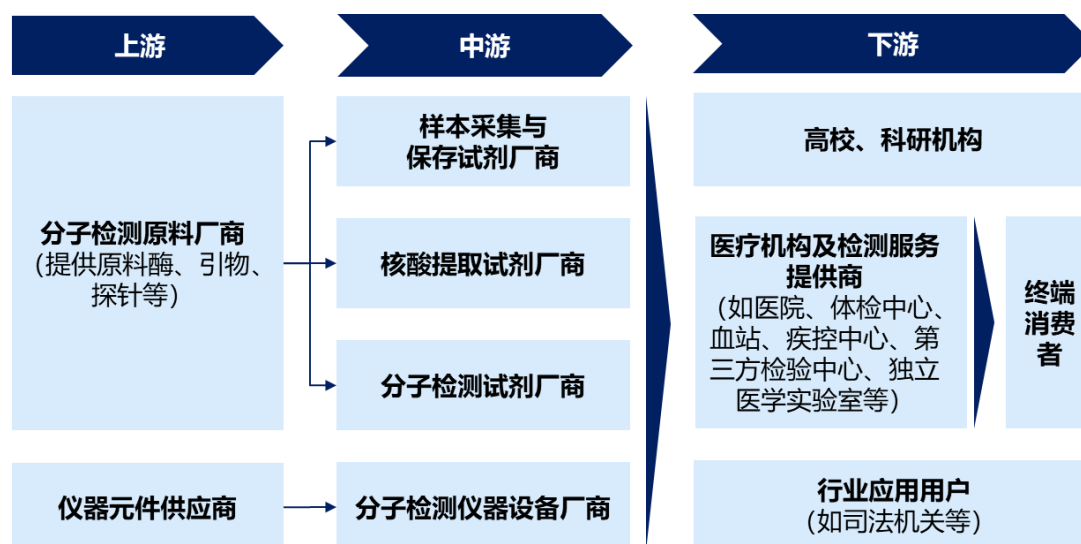 上游
中游
下游
分子检测原料厂商
（提供原料酶、引物、
探针等）
仪器元件供应商
样本采集与
保存试剂厂商
核酸提取试剂厂商
分子检测试剂厂商
分子检测仪器设备厂商
高校、科研机构
医疗机构及检测服务
提供商
（如医院、体检中心、
血站、疾控中心、第
三方检验中心、独立
医学实验室等）
终端
消费
者
行业应用用户
（如司法机关等）